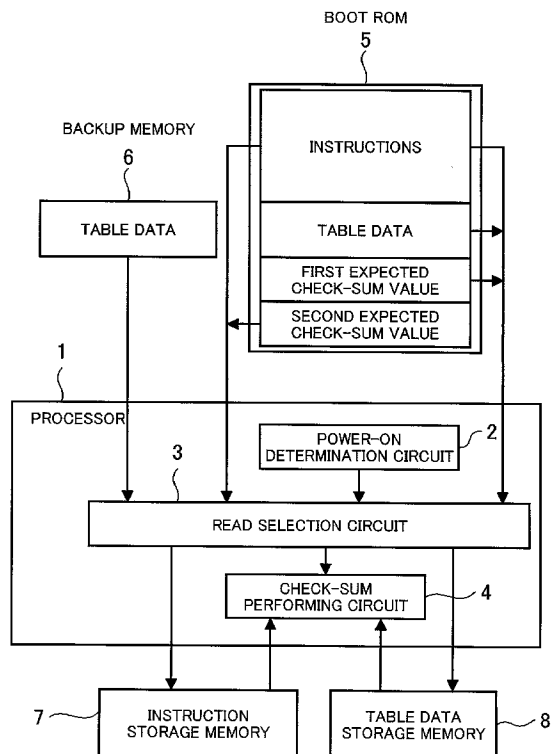 BOOT ROM
5
INSTRUCTIONS
TABLE DATA
FIRST EXPECTED
CHECK-SUM VALUE
SECOND EXPECTED
CHECK-SUM VALUE
BACKUP MEMORY
6
TABLE DATA
1
PROCESSOR
POWER-ON
DETERMINATION CIRCUIT
2
3
READ SELECTION CIRCUIT
CHECK-SUM
PERFORMING CIRCUIT
4
7
INSTRUCTION
STORAGE MEMORY
TABLE DATA
STORAGE MEMORY
8